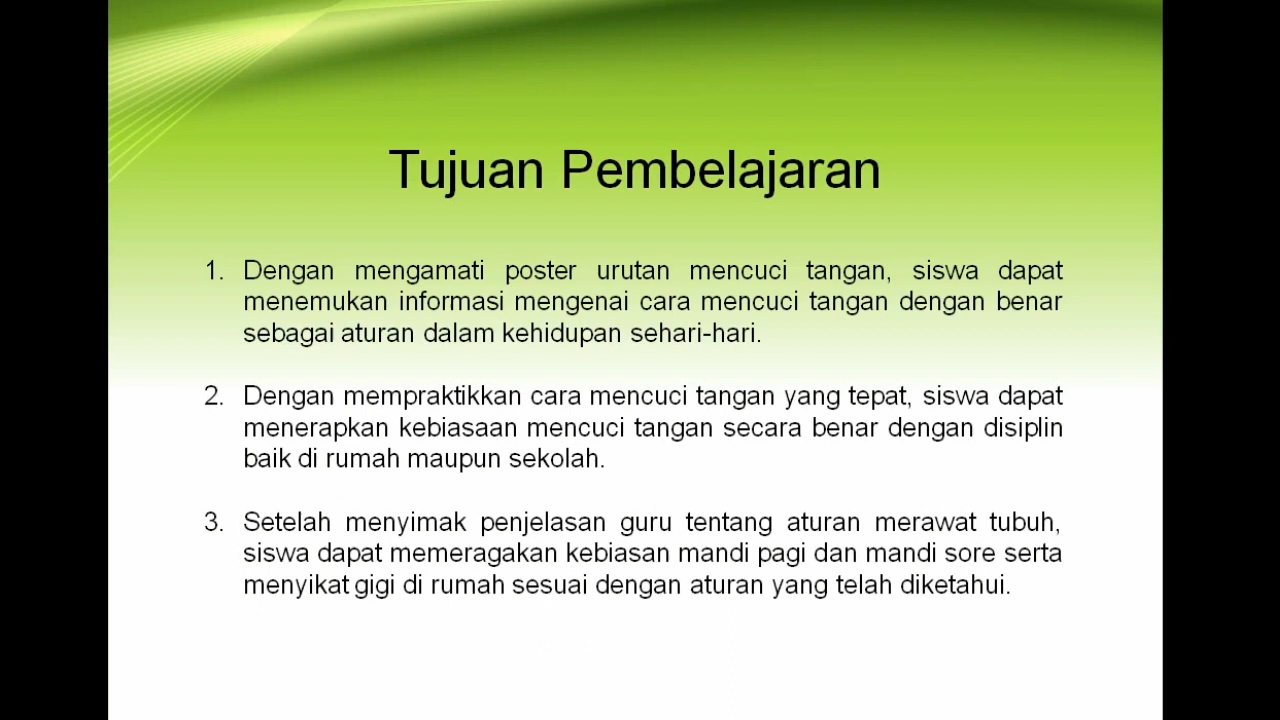 Tujuan Pembelajaran
1. Dengan mengamati poster urutan mencuci tangan, siswa dapat
menemukan informasi mengenai cara mencuci tangan dengan benar
sebagai aturan dalam kehidupan sehari-hari.
2. Dengan mempraktikkan cara mencuci tangan yang tepat, siswa dapat
menerapkan kebiasaan mencuci tangan secara benar dengan disiplin
baik di rumah maupun sekolah.
3. Setelah menyimak penjelasan guru tentang aturan merawat tubuh,
siswa dapat memeragakan kebiasan mandi pagi dan mandi sore serta
menyikat gigi di rumah sesuai dengan aturan yang telah diketahui.